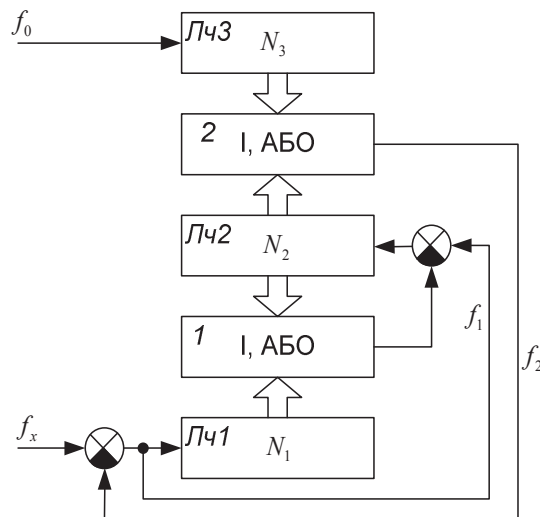 f₀
Лч3 N₃
2 І, АБО
Лч2 N₂
f₁
1 І, АБО
f₂
fₓ
Лч1 N₁